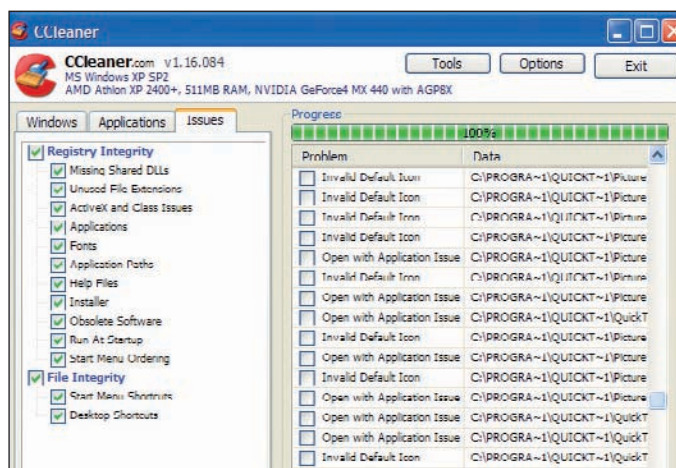 CCleaner
CCleaner.com v1.16.084
MS Windows XP SP2
AMD Athlon XP 2400+, 511MB RAM, NVIDIA GeForce4 MX 440 with AGP8X
Tools
Options
Exit
Windows
Applications
Issues
Registry Integrity
Missing Shared DLLs
Unused File Extensions
ActiveX and Class Issues
Applications
Fonts
Application Paths
Help Files
Installer
Obsolete Software
Run At Startup
Start Menu Ordering
File Integrity
Start Menu Shortcuts
Desktop Shortcuts
Progress
100%
Problem Data
Invalid Default Icon C:\PROGRA~1\QUICKT~1\Picture
Invalid Default Icon C:\PROGRA~1\QUICKT~1\Picture
Invalid Default Icon C:\PROGRA~1\QUICKT~1\Picture
Invalid Default Icon C:\PROGRA~1\QUICKT~1\Picture
Open with Application Issue C:\PROGRA~1\QUICKT~1\Picture
Invalid Default Icon C:\PROGRA~1\QUICKT~1\Picture
Open with Application Issue C:\PROGRA~1\QUICKT~1\Picture
Open with Application Issue C:\PROGRA~1\QUICKT~1\QuickT
Invalid Default Icon C:\PROGRA~1\QUICKT~1\Picture
Open with Application Issue C:\PROGRA~1\QUICKT~1\Picture
Invalid Default Icon C:\PROGRA~1\QUICKT~1\Picture
Open with Application Issue C:\PROGRA~1\QUICKT~1\Picture
Open with Application Issue C:\PROGRA~1\QUICKT~1\QuickT
Open with Application Issue C:\PROGRA~1\QUICKT~1\QuickT
Invalid Default Icon C:\PROGRA~1\QUICKT~1\QuickT